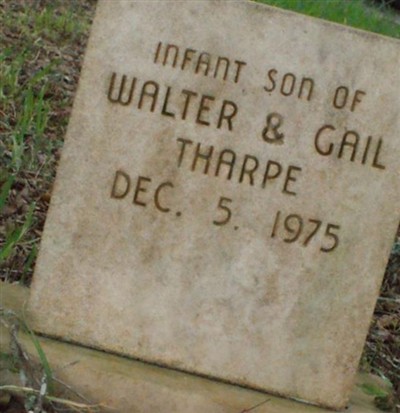 INFANT SON OF
WALTER & GAIL
THARPE
DEC. 5. 1975